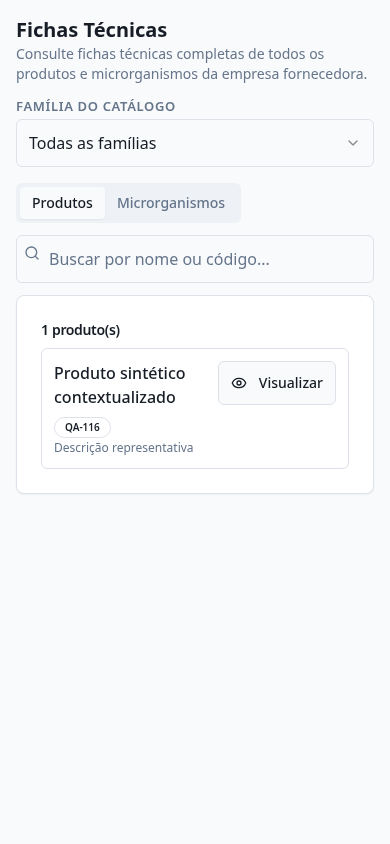 Fichas Técnicas
Consulte fichas técnicas completas de todos os
produtos e microrganismos da empresa fornecedora.
FAMÍLIA DO CATÁLOGO
Todas as famílias
Produtos
Microrganismos
Buscar por nome ou código...
1 produto(s)
Produto sintético
contextualizado
Visualizar
QA-116
Descrição representativa